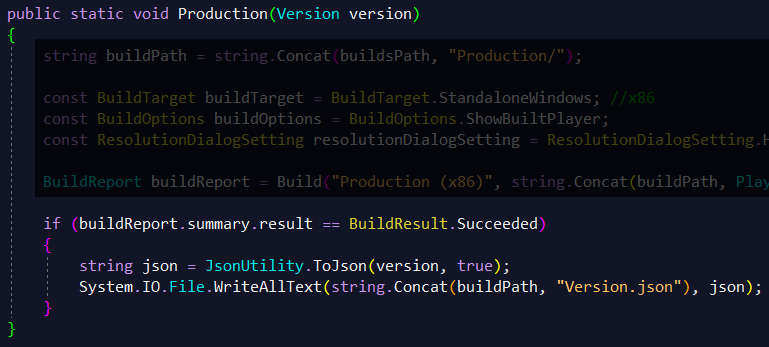 public static void Production(Version version)
{
string buildPath = string.Concat(buildsPath, "Production/");
const BuildTarget buildTarget = BuildTarget.StandaloneWindows; //x86
const BuildOptions buildOptions = BuildOptions.ShowBuiltPlayer;
const ResolutionDialogSetting resolutionDialogSetting = ResolutionDialogSetting.H
BuildReport buildReport = Build("Production (x86)", string.Concat(buildPath, Play
if (buildReport.summary.result == BuildResult.Succeeded)
{
string json = JsonUtility.ToJson(version, true);
System.IO.File.WriteAllText(string.Concat(buildPath, "Version.json"), json);
}
}